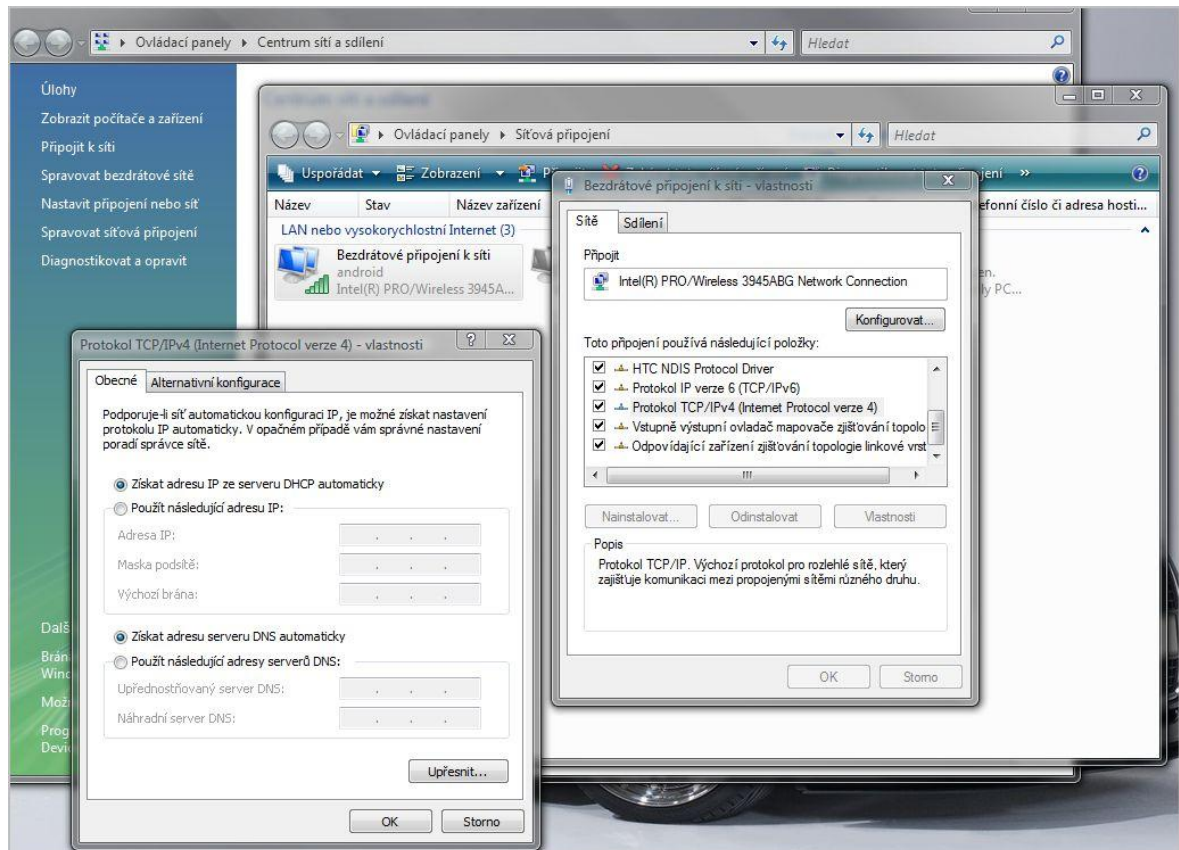 Ovládací panely Centrum sítí a sdílení
Hledat
Úlohy
Zobrazit počítače a zařízení
Připojit k síti
Spravovat bezdrátové sítě
Nastavit připojení nebo síť
Spravovat síťová připojení
Diagnostikovat a opravit
Ovládací panely Síťová připojení
Hledat
Uspořádat Zobrazení
Název Stav Název zařízení
efonní číslo či adresa hosti...
LAN nebo vysokorychlostní Internet (3)
Bezdrátové připojení k síti
android
Intel(R) PRO/Wireless 3945A...
Bezdrátové připojení k síti - vlastnosti
Sítě Sdílení
Připojit
Intel(R) PRO/Wireless 3945ABG Network Connection
Konfigurovat...
Toto připojení používá následující položky:
HTC NDIS Protocol Driver
Protokol IP verze 6 (TCP/IPv6)
Protokol TCP/IPv4 (Internet Protocol verze 4)
Vstupně výstupní ovladač mapovače zjišťování topolo
Odpovídající zařízení zjišťování topologie linkové vrst
Nainstalovat... Odinstalovat Vlastnosti
Popis
Protokol TCP/IP. Výchozí protokol pro rozlehlé sítě, který
zajišťuje komunikaci mezi propojenými sítěmi různého druhu.
OK Storno
Protokol TCP/IPv4 (Internet Protocol verze 4) - vlastnosti
Obecné Alternativní konfigurace
Podporuje-li síť automatickou konfiguraci IP, je možné získat nastavení
protokolu IP automaticky. V opačném případě vám správné nastavení
poradí správce sítě.
Získat adresu IP ze serveru DHCP automaticky
Použít následující adresu IP:
Adresa IP:
Maska podsítě:
Výchozí brána:
Získat adresu serveru DNS automaticky
Použít následující adresy serverů DNS:
Upřednostňovaný server DNS:
Náhradní server DNS:
Upřesnit...
OK Storno